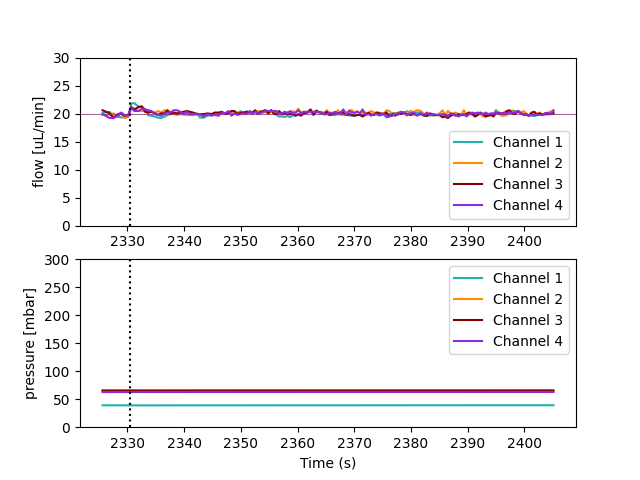 flow [uL/min]
30
25
20
15
10
5
0
Channel 1
Channel 2
Channel 3
Channel 4
2330 2340 2350 2360 2370 2380 2390 2400
pressure [mbar]
300
250
200
150
100
50
0
Channel 1
Channel 2
Channel 3
Channel 4
2330 2340 2350 2360 2370 2380 2390 2400
Time (s)